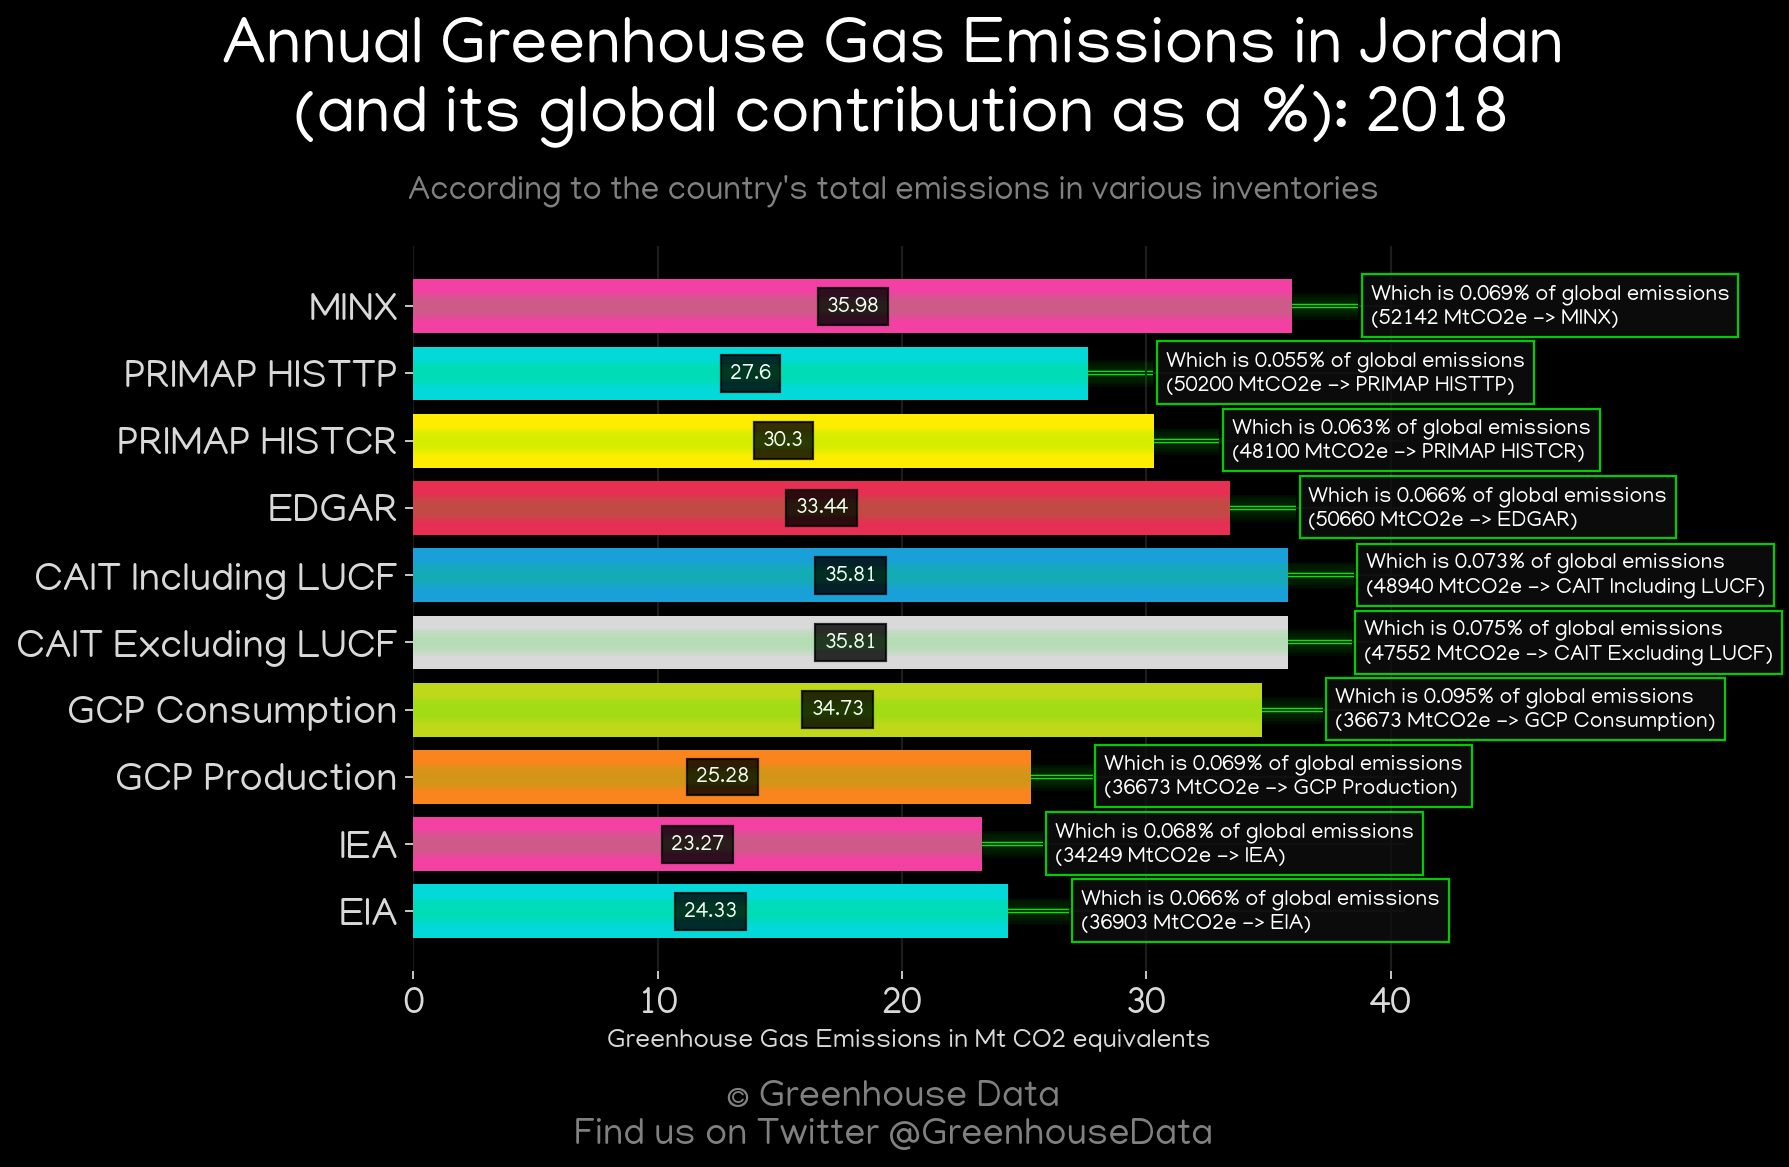 Annual Greenhouse Gas Emissions in Jordan
(and its global contribution as a %): 2018
According to the country's total emissions in various inventories
MINX
35.98
Which is 0.069% of global emissions
(52142 MtCO2e -> MINX)
PRIMAP HISTTP
27.6
Which is 0.055% of global emissions
(50200 MtCO2e -> PRIMAP HISTTP)
PRIMAP HISTCR
30.3
Which is 0.063% of global emissions
(48100 MtCO2e -> PRIMAP HISTCR)
EDGAR
33.44
Which is 0.066% of global emissions
(50660 MtCO2e -> EDGAR)
CAIT Including LUCF
35.81
Which is 0.073% of global emissions
(48940 MtCO2e -> CAIT Including LUCF)
CAIT Excluding LUCF
35.81
Which is 0.075% of global emissions
(47552 MtCO2e -> CAIT Excluding LUCF)
GCP Consumption
34.73
Which is 0.095% of global emissions
(36673 MtCO2e -> GCP Consumption)
GCP Production
25.28
Which is 0.069% of global emissions
(36673 MtCO2e -> GCP Production)
IEA
23.27
Which is 0.068% of global emissions
(34249 MtCO2e -> IEA)
EIA
24.33
Which is 0.066% of global emissions
(36903 MtCO2e -> EIA)
0 10 20 30 40
Greenhouse Gas Emissions in Mt CO2 equivalents
© Greenhouse Data
Find us on Twitter @GreenhouseData